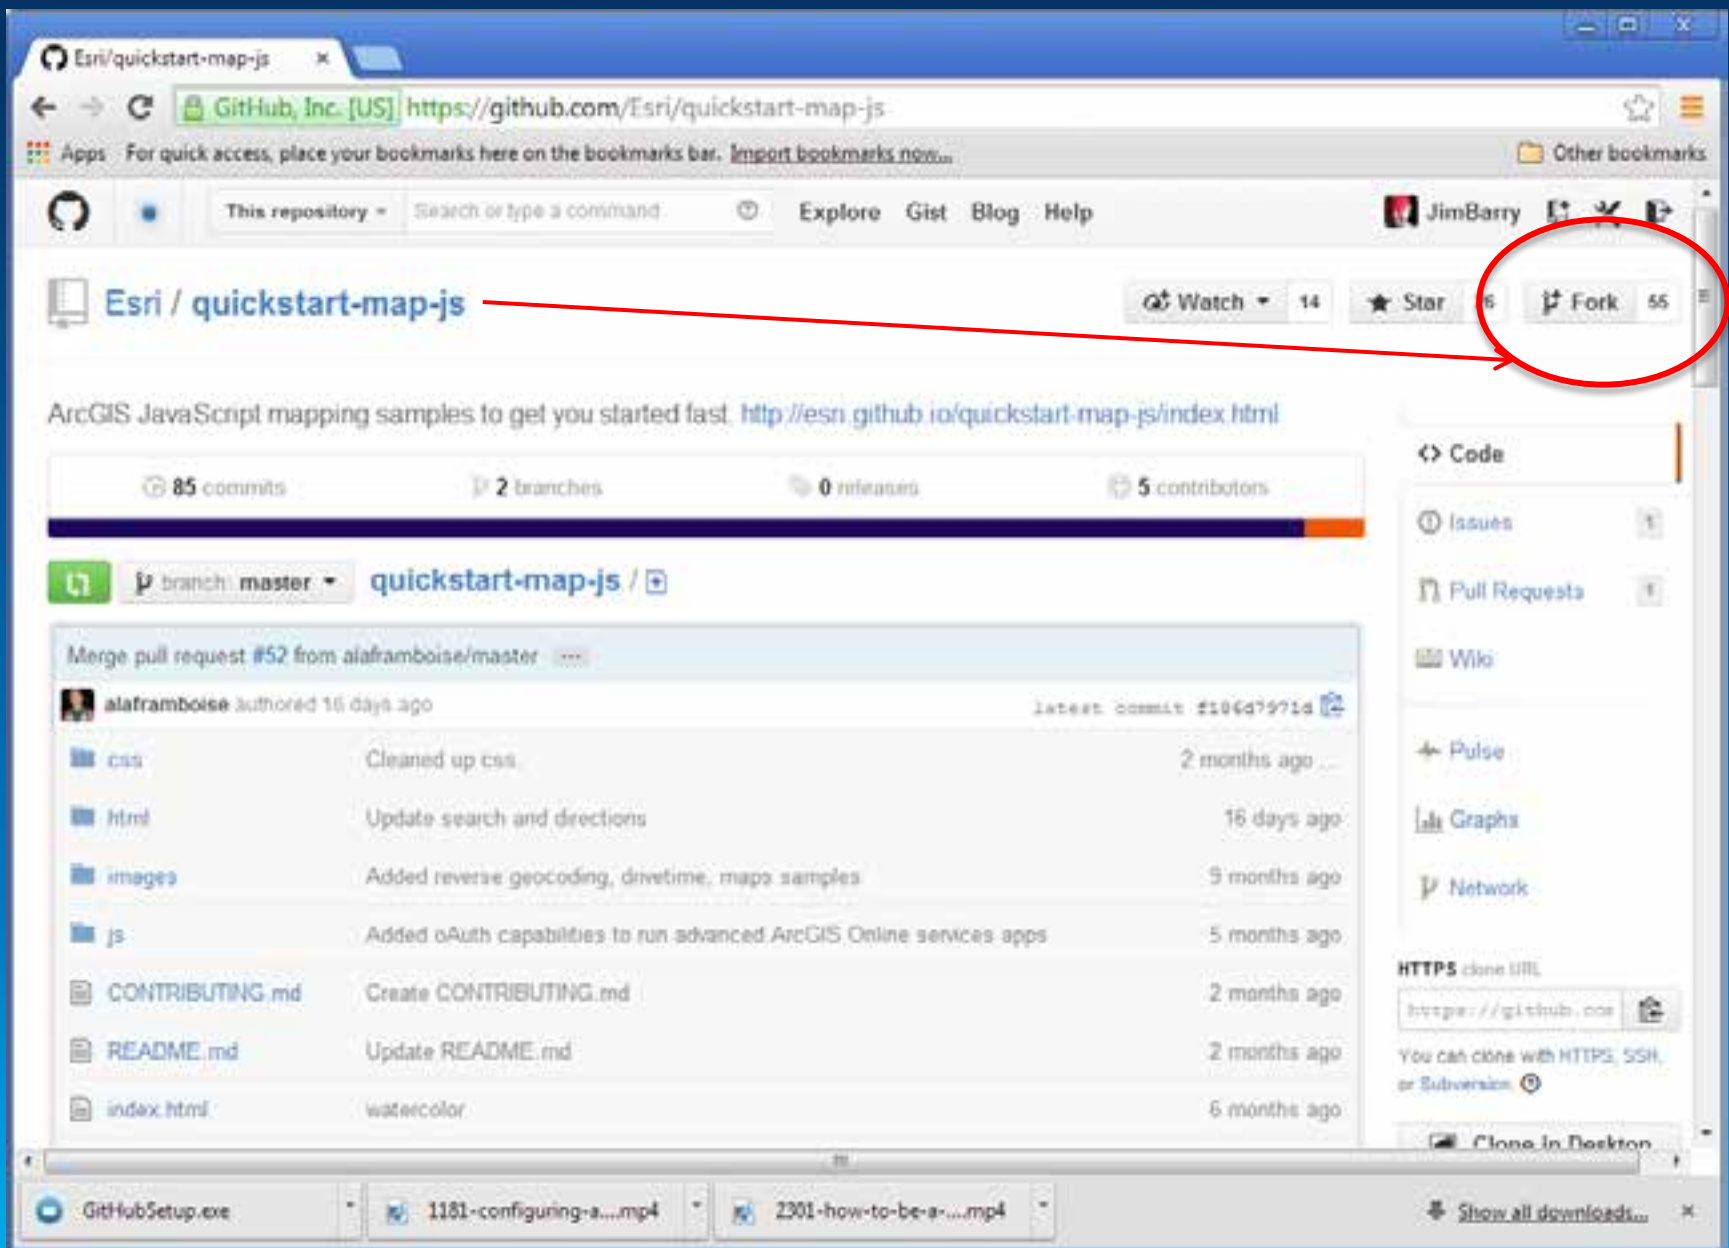 Esri/quickstart-map-js
GitHub, Inc. [US] https://github.com/Esri/quickstart-map-js
Apps For quick access, place your bookmarks here on the bookmarks bar. Import bookmarks now... Other bookmarks
This repository Search or type a command Explore Gist Blog Help JimBarry
Esri / quickstart-map-js Watch 14 Star Fork 55
ArcGIS JavaScript mapping samples to get you started fast. http://esri.github.io/quickstart-map-js/index.html
85 commits 2 branches 0 releases 5 contributors
branch: master quickstart-map-js /
Merge pull request #52 from alaframboise/master ...
alaframboise authored 16 days ago latest commit f106d7971d
css Cleaned up css. 2 months ago ...
html Update search and directions 16 days ago
images Added reverse geocoding, drivetime, maps samples 9 months ago
js Added oAuth capabilities to run advanced ArcGIS Online services apps 5 months ago
CONTRIBUTING.md Create CONTRIBUTING.md 2 months ago
README.md Update README.md 2 months ago
index.html watercolor 6 months ago
Code
Issues 1
Pull Requests 1
Wiki
Pulse
Graphs
Network
HTTPS clone URL
https://github.com
You can clone with HTTPS, SSH,
or Subversion.
Clone in Desktop
GitHubSetup.exe 1181-configuring-a....mp4 2301-how-to-be-a-....mp4 Show all downloads...